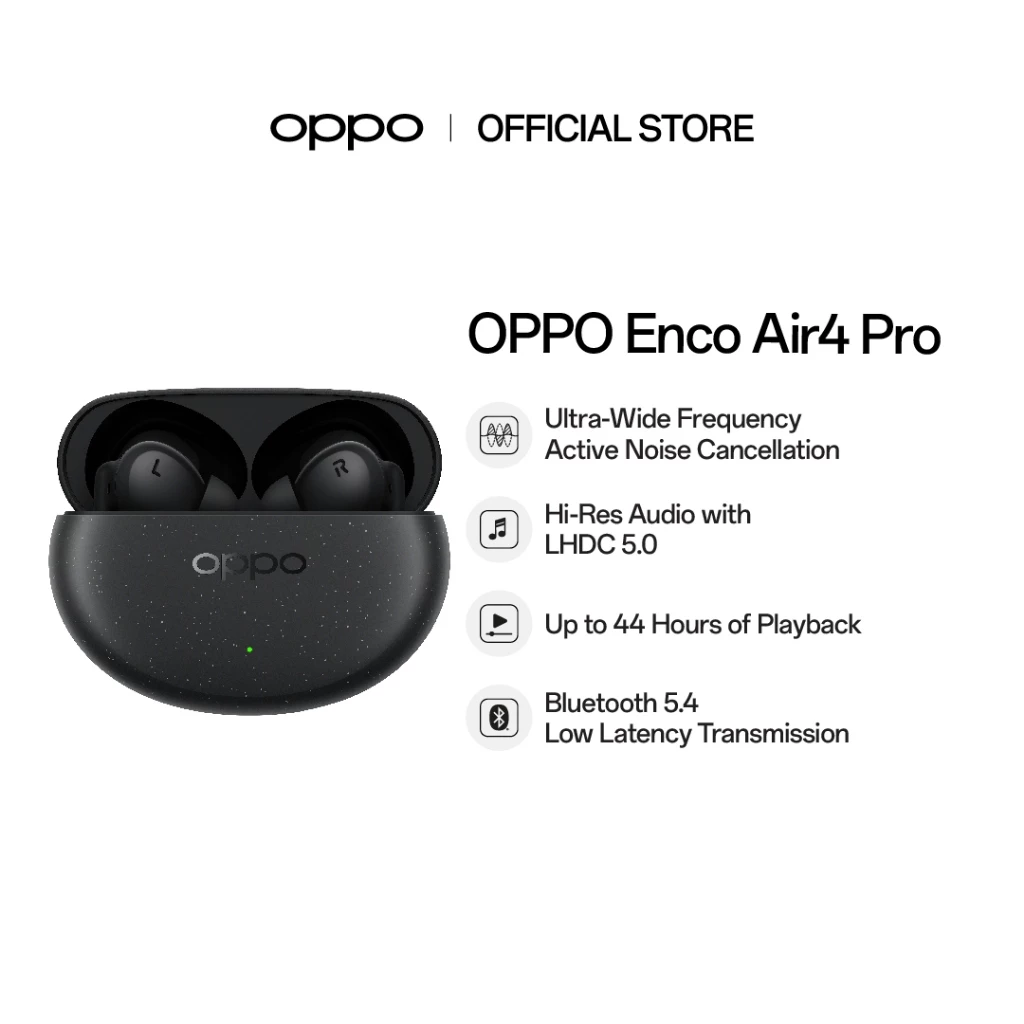 oppo | OFFICIAL STORE
OPPO Enco Air4 Pro
Ultra-Wide Frequency
Active Noise Cancellation
Hi-Res Audio with
LHDC 5.0
Up to 44 Hours of Playback
Bluetooth 5.4
Low Latency Transmission
L
R
oppo